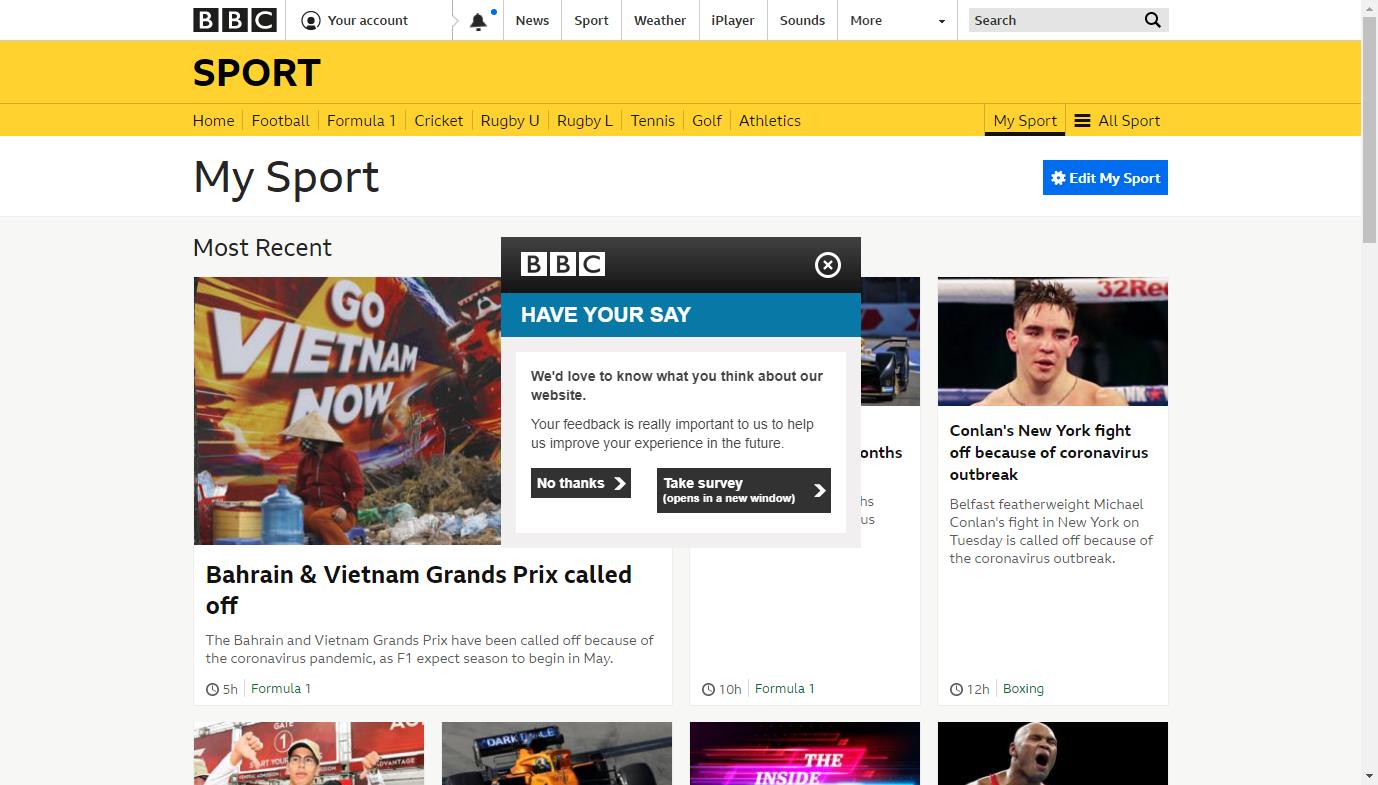 BBC
Your account
News
Sport
Weather
iPlayer
Sounds
More
Search
SPORT
Home
Football
Formula 1
Cricket
Rugby U
Rugby L
Tennis
Golf
Athletics
My Sport
All Sport
My Sport
Edit My Sport
Most Recent
GO
VIETNAM
NOW
BBC
HAVE YOUR SAY
We'd love to know what you think about our
website.
Your feedback is really important to us to help
us improve your experience in the future.
No thanks
Take survey
(opens in a new window)
32Re
Conlan's New York fight
off because of coronavirus
outbreak
Belfast featherweight Michael
Conlan's fight in New York on
Tuesday is called off because of
the coronavirus outbreak.
12h
Boxing
Bahrain & Vietnam Grands Prix called
off
The Bahrain and Vietnam Grands Prix have been called off because of
the coronavirus pandemic, as F1 expect season to begin in May.
5h
Formula 1
onths
hs
us
10h
Formula 1
GATE
1
START YOUR
ADVANTAGE
THE
INSIDE